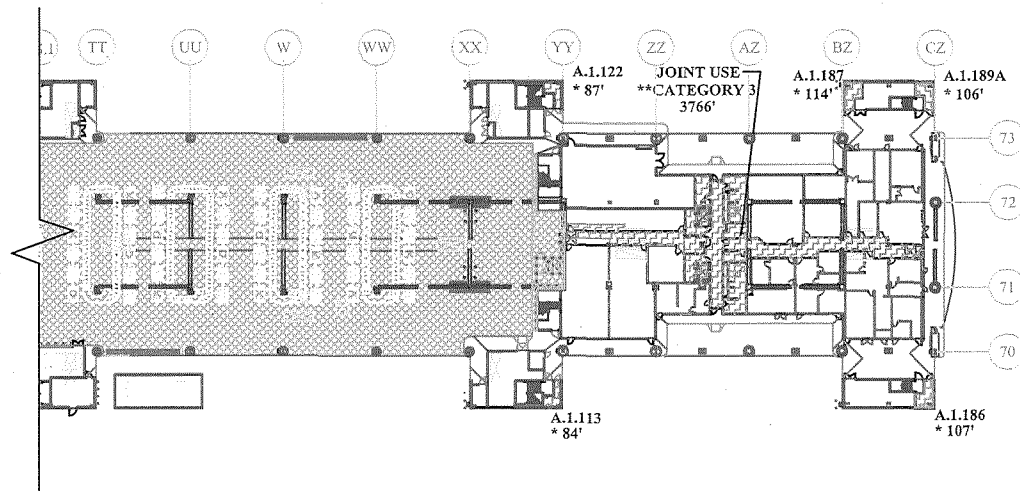 TT UU W WW XX YY ZZ AZ BZ CZ
A.1.122
* 87'
JOINT USE
**CATEGORY 3
3766'
A.1.187
* 114'
A.1.189A
* 106'
73
72
71
70
A.1.113
* 84'
A.1.186
* 107'